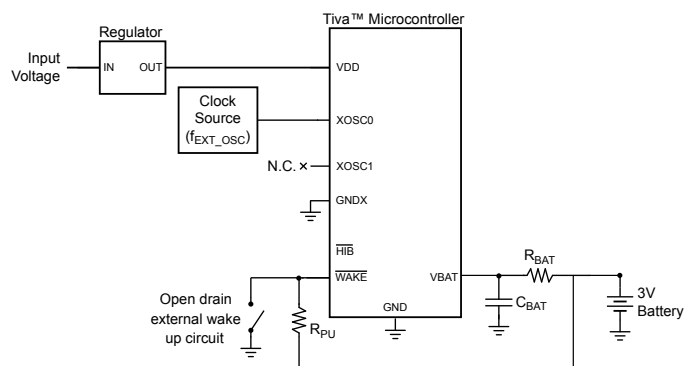 Tiva™ Microcontroller
Regulator
Input
Voltage
IN
OUT
VDD
Clock
Source
(fEXT_OSC)
XOSC0
N.C.
XOSC1
GNDX
HIB
WAKE
VBAT
RBAT
Open drain
external wake
up circuit
RPU
GND
CBAT
3V
Battery